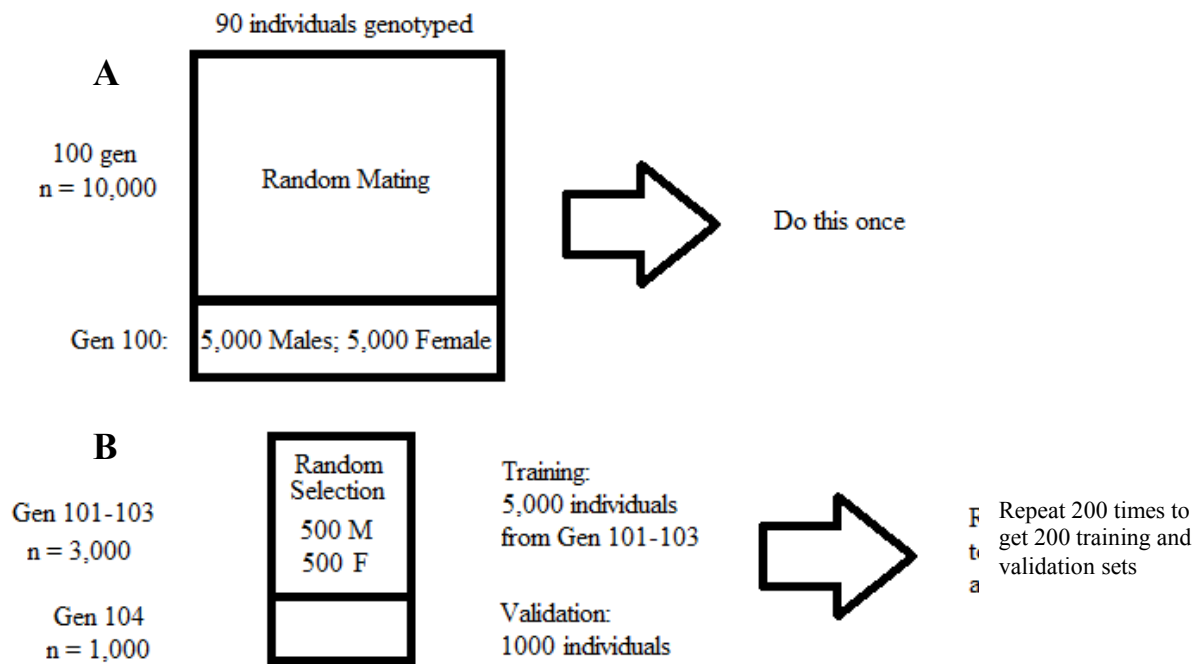 90 individuals genotyped
A
100 gen
n = 10,000
Random Mating
Do this once
Gen 100:
5,000 Males; 5,000 Female
B
Gen 101-103
n = 3,000
Random
Selection
500 M
500 F
Training:
5,000 individuals
from Gen 101-103
Repeat 200 times to
get 200 training and
validation sets
Gen 104
n = 1,000
Validation:
1000 individuals